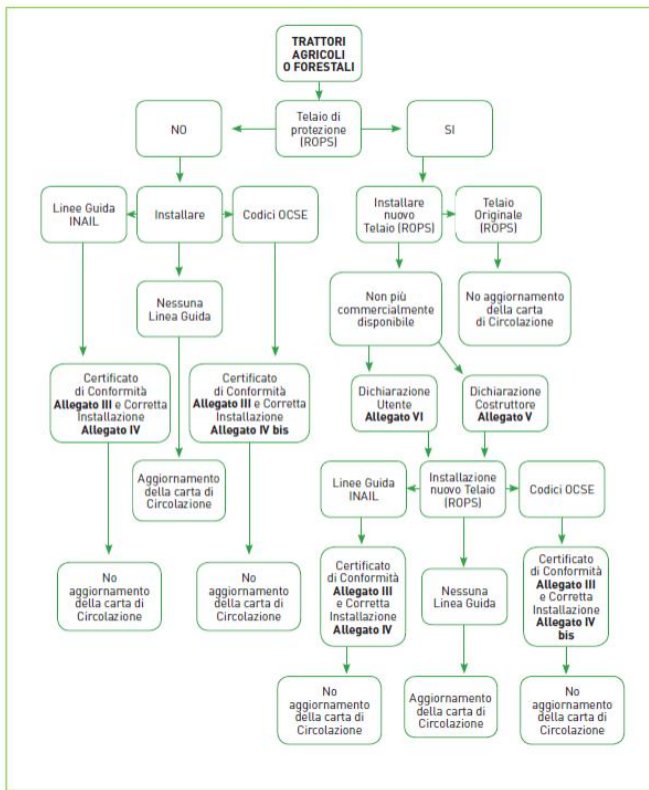 TRATTORI
AGRICOLI
O FORESTALI
NO
Telaio di
protezione
(ROPS)
SI
Linee Guida
INAIL
Installare
Codici OCSE
Installare
nuovo
Telaio (ROPS)
Telaio
Originale
(ROPS)
Nessuna
Linea Guida
Non più
commercialmente
disponibile
No aggiornamento
della carta
di Circolazione
Certificato
di Conformità
Allegato III e Corretta
Installazione
Allegato IV
Certificato
di Conformità
Allegato III e Corretta
Installazione
Allegato IV bis
Dichiarazione
Utente
Allegato VI
Dichiarazione
Costruttore
Allegato V
Aggiornamento
della carta di
Circolazione
Linee Guida
INAIL
Installazione
nuovo Telaio
(ROPS)
Codici OCSE
No
aggiornamento
della carta di
Circolazione
No
aggiornamento
della carta di
Circolazione
Certificato
di Conformità
Allegato III
e Corretta
Installazione
Allegato IV
Nessuna
Linea Guida
Certificato
di Conformità
Allegato III
e Corretta
Installazione
Allegato IV
bis
No
aggiornamento
della carta di
Circolazione
Aggiornamento
della carta di
Circolazione
No
aggiornamento
della carta di
Circolazione